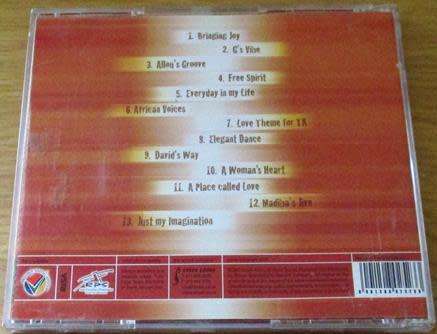 1. Bringing Joy
2. G's Vibe
3. Allou's Groove
4. Free Spirit
5. Everyday in my Life
6. African Voices
7. Love Theme for TA
8. Elegant Dance
9. David's Way
10. A Woman's Heart
11. A Place called Love
12. Madiba's Jive
13. Just my Imagination